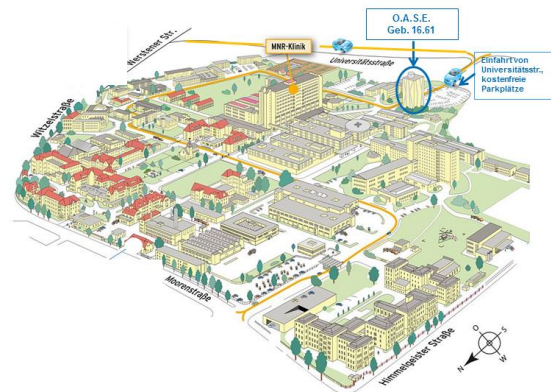 O.A.S.E.
Geb. 16.61
Werstener Str.
MNR-Klinik
Universitätsstraße
Einfahrt von
Universitätsstr.,
kostenfreie
Parkplätze
Witzelstraße
Moorenstraße
Himmelgeister Straße
O
S
N
W